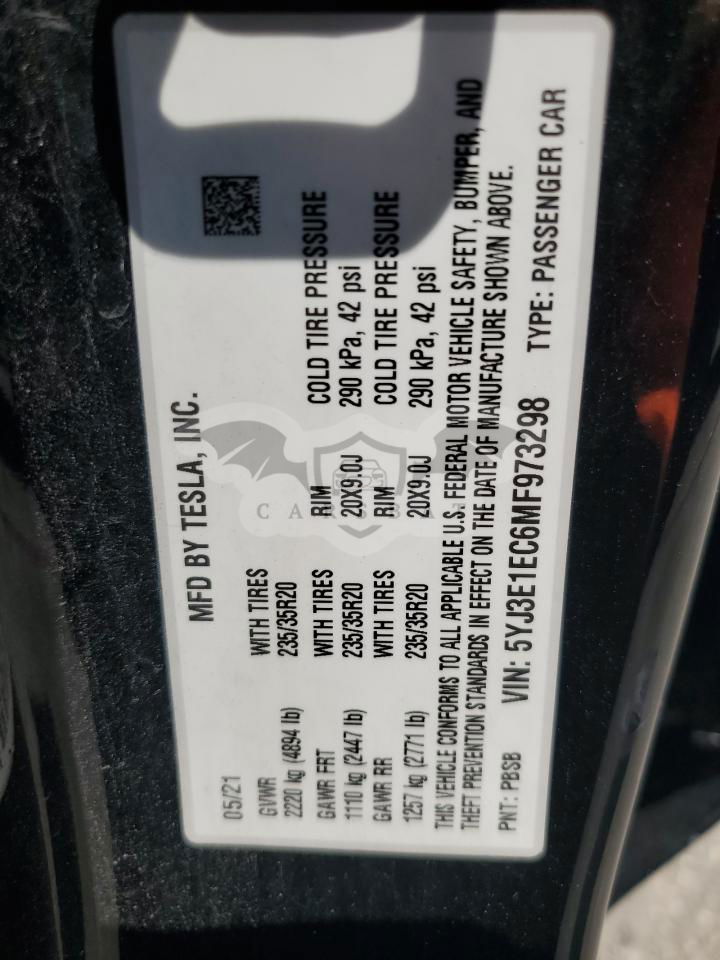 MFD BY TESLA, INC.
05/21
GVWR WITH TIRES
2220 kg (4894 lb) 235/35R20
GAWR FRT WITH TIRES RIM COLD TIRE PRESSURE
1110 kg (2447 lb) 235/35R20 20X9.0J 290 kPa, 42 psi
GAWR RR WITH TIRES RIM COLD TIRE PRESSURE
1257 kg (2771 lb) 235/35R20 20X9.0J 290 kPa, 42 psi
THIS VEHICLE CONFORMS TO ALL APPLICABLE U.S. FEDERAL MOTOR VEHICLE SAFETY, BUMPER, AND
THEFT PREVENTION STANDARDS IN EFFECT ON THE DATE OF MANUFACTURE SHOWN ABOVE.
PNT: PBSB VIN: 5YJ3E1EC6MF973298 TYPE: PASSENGER CAR